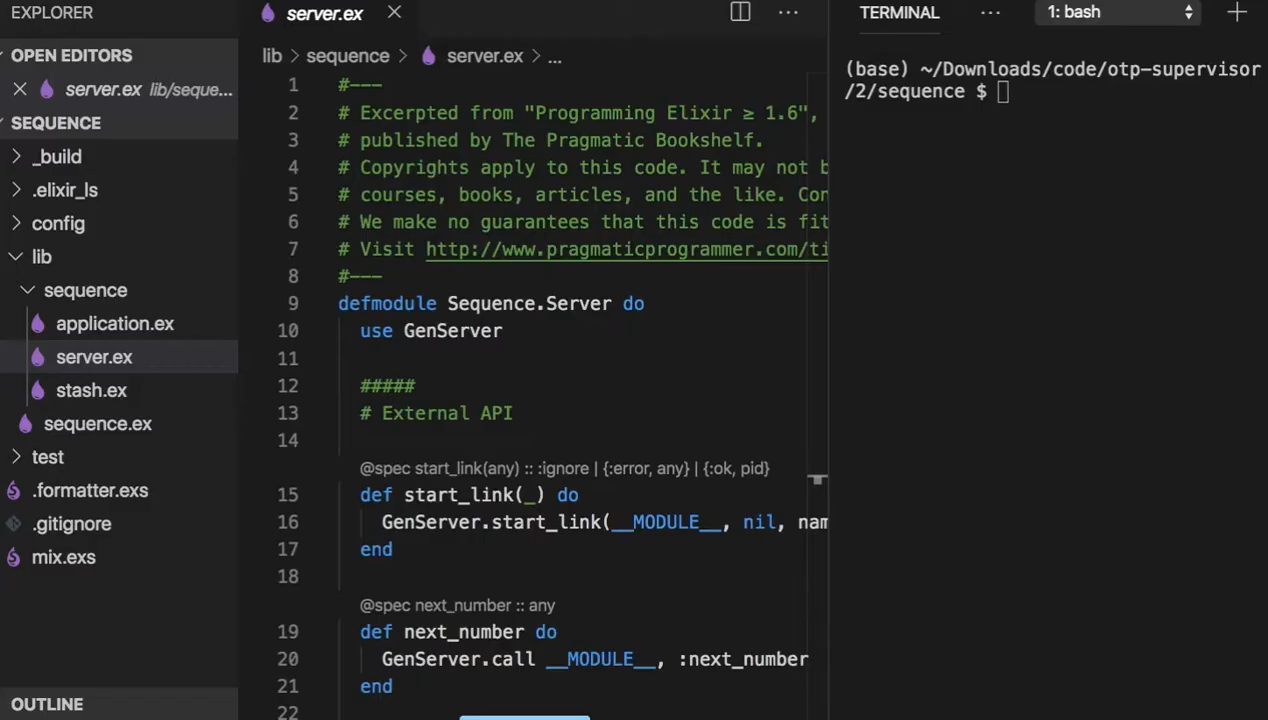 EXPLORER
OPEN EDITORS
server.ex lib/seque...
SEQUENCE
_build
.elixir_ls
config
lib
sequence
application.ex
server.ex
stash.ex
sequence.ex
test
.formatter.exs
.gitignore
mix.exs
OUTLINE
server.ex
lib > sequence > server.ex > ...
1 #---
2 # Excerpted from "Programming Elixir ≥ 1.6",
3 # published by The Pragmatic Bookshelf.
4 # Copyrights apply to this code. It may not b
5 # courses, books, articles, and the like. Con
6 # We make no guarantees that this code is fit
7 # Visit http://www.pragmaticprogrammer.com/ti
8 #---
9 defmodule Sequence.Server do
10 use GenServer
11
12 #####
13 # External API
14
@spec start_link(any) :: :ignore | {:error, any} | {:ok, pid}
15 def start_link(_) do
16 GenServer.start_link(__MODULE__, nil, nam
17 end
18
@spec next_number :: any
19 def next_number do
20 GenServer.call __MODULE__, :next_number
21 end
22
TERMINAL
1: bash
(base) ~/Downloads/code/otp-supervisor
/2/sequence $